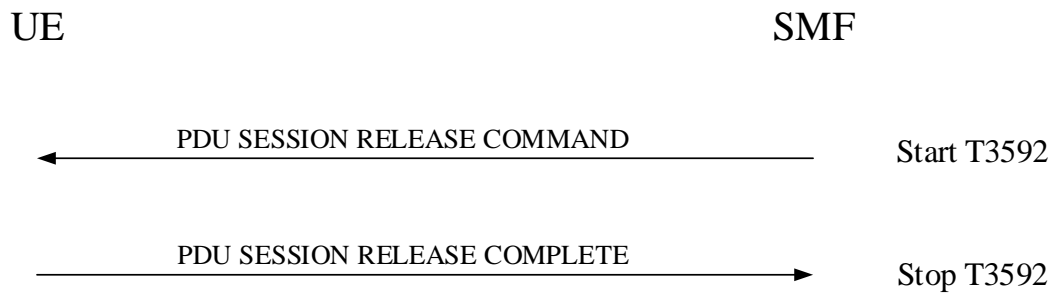 UE SMF
PDU SESSION RELEASE COMMAND Start T3592
PDU SESSION RELEASE COMPLETE Stop T3592